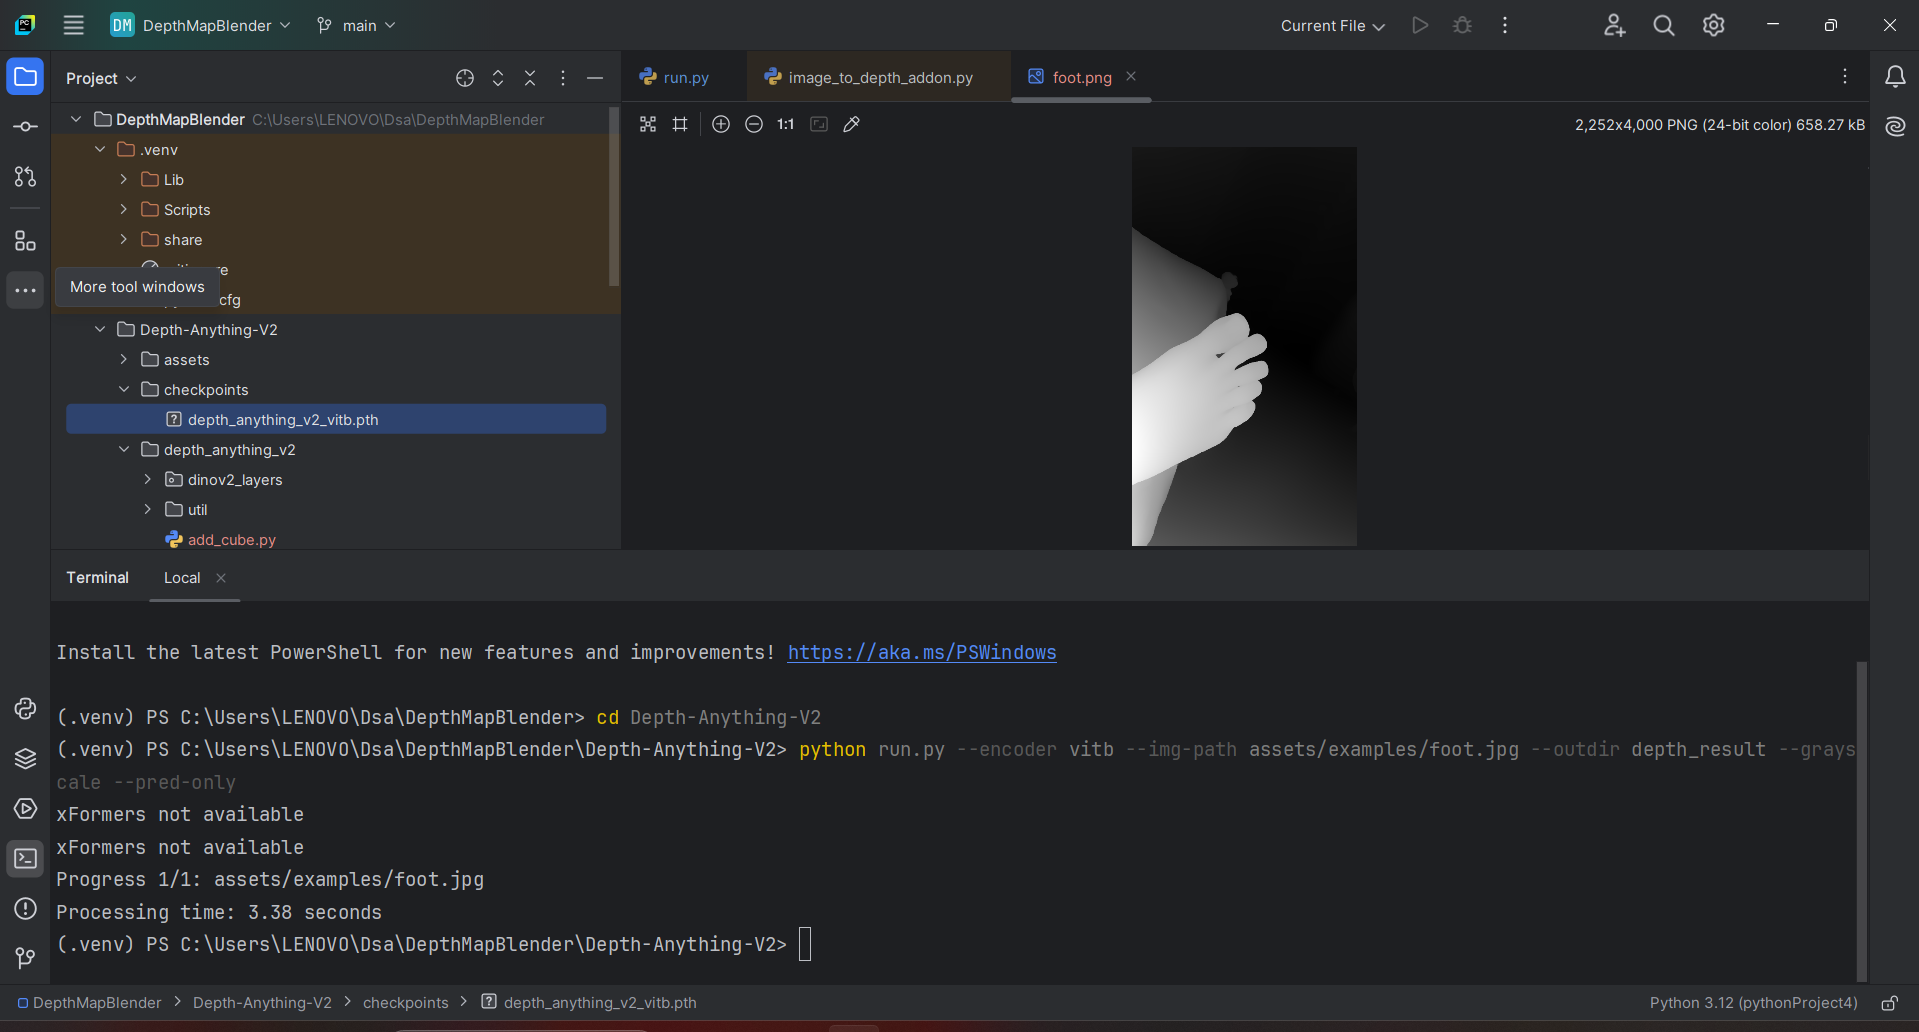 DM DepthMapBlender main Current File
Project
run.py image_to_depth_addon.py foot.png
DepthMapBlender C:\Users\LENOVO\Dsa\DepthMapBlender
1:1 2,252x4,000 PNG (24-bit color) 658.27 kB
.venv
Lib
Scripts
share
More tool windows
cfg
Depth-Anything-V2
assets
checkpoints
depth_anything_v2_vitb.pth
depth_anything_v2
dinov2_layers
util
add_cube.py
Terminal Local
Install the latest PowerShell for new features and improvements! https://aka.ms/PSWindows
(.venv) PS C:\Users\LENOVO\Dsa\DepthMapBlender> cd Depth-Anything-V2
(.venv) PS C:\Users\LENOVO\Dsa\DepthMapBlender\Depth-Anything-V2> python run.py --encoder vitb --img-path assets/examples/foot.jpg --outdir depth_result --grays
cale --pred-only
xFormers not available
xFormers not available
Progress 1/1: assets/examples/foot.jpg
Processing time: 3.38 seconds
(.venv) PS C:\Users\LENOVO\Dsa\DepthMapBlender\Depth-Anything-V2>
DepthMapBlender > Depth-Anything-V2 > checkpoints > depth_anything_v2_vitb.pth Python 3.12 (pythonProject4)